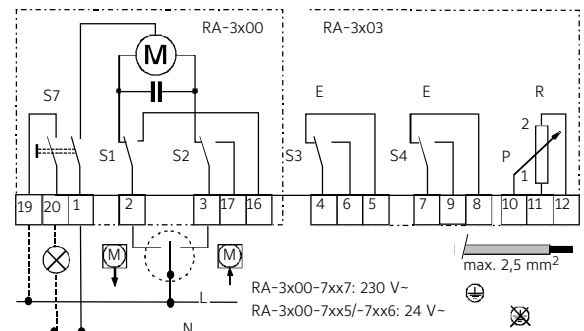 RA-3x00 RA-3x03
M
S7 E E R
2
S1 S2 S3 S4 P
1
19 20 1 2 3 17 16 4 6 5 7 9 8 10 11 12
M M
max. 2,5 mm²
L RA-3x00-7xx7: 230 V~
RA-3x00-7xx5/-7xx6: 24 V~
N